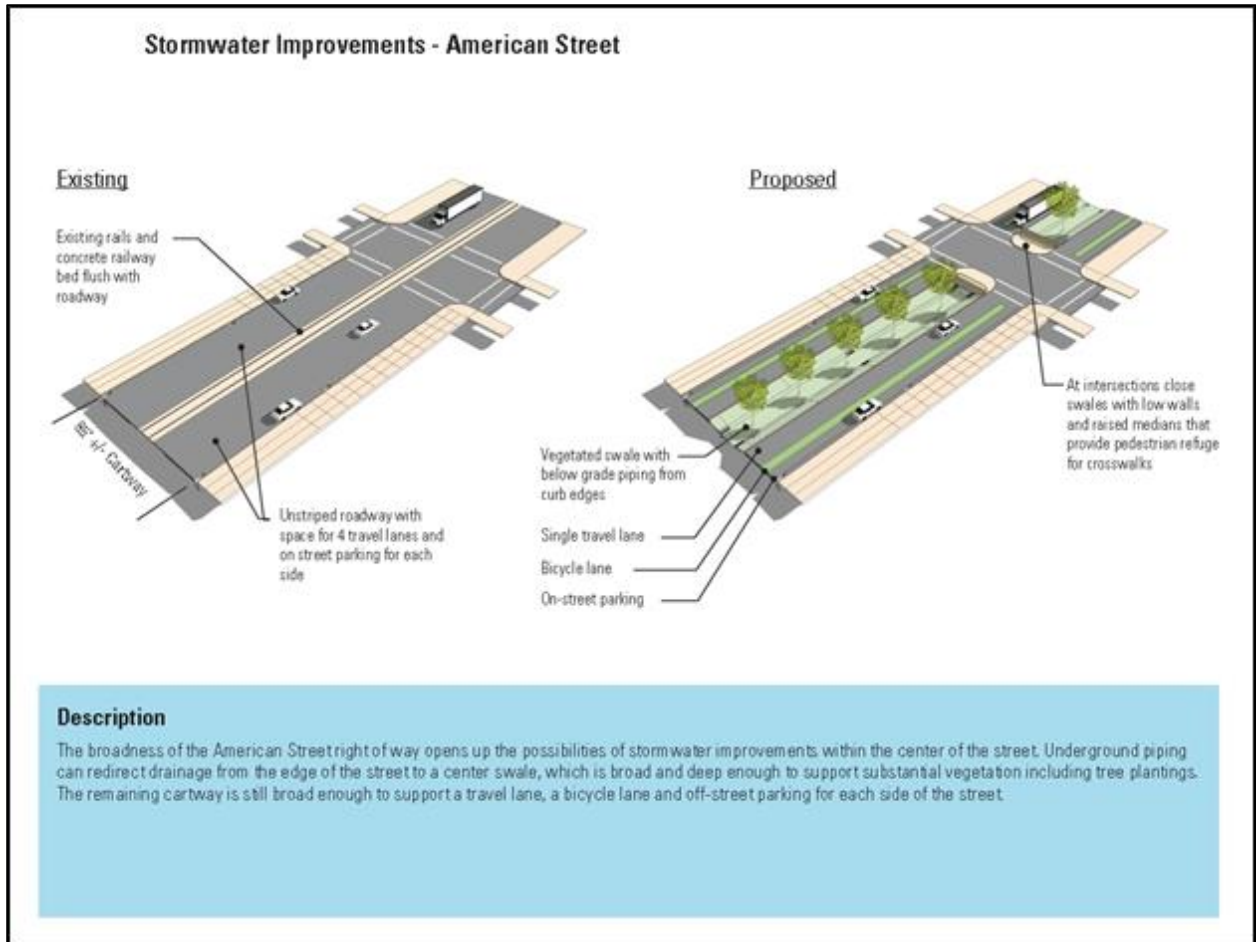 Stormwater Improvements - American Street
Existing
Existing rails and
concrete railway
bed flush with
roadway
+/- Cartway
Unstriped roadway with
space for 4 travel lanes and
on street parking for each
side
Proposed
At intersections close
swales with low walls
and raised medians that
provide pedestrian refuge
for crosswalks
Vegetated swale with
below grade piping from
curb edges
Single travel lane
Bicycle lane
On-street parking
Description
The broadness of the American Street right of way opens up the possibilities of stormwater improvements within the center of the street. Underground piping
can redirect drainage from the edge of the street to a center swale, which is broad and deep enough to support substantial vegetation including tree plantings.
The remaining cartway is still broad enough to support a travel lane, a bicycle lane and off-street parking for each side of the street.